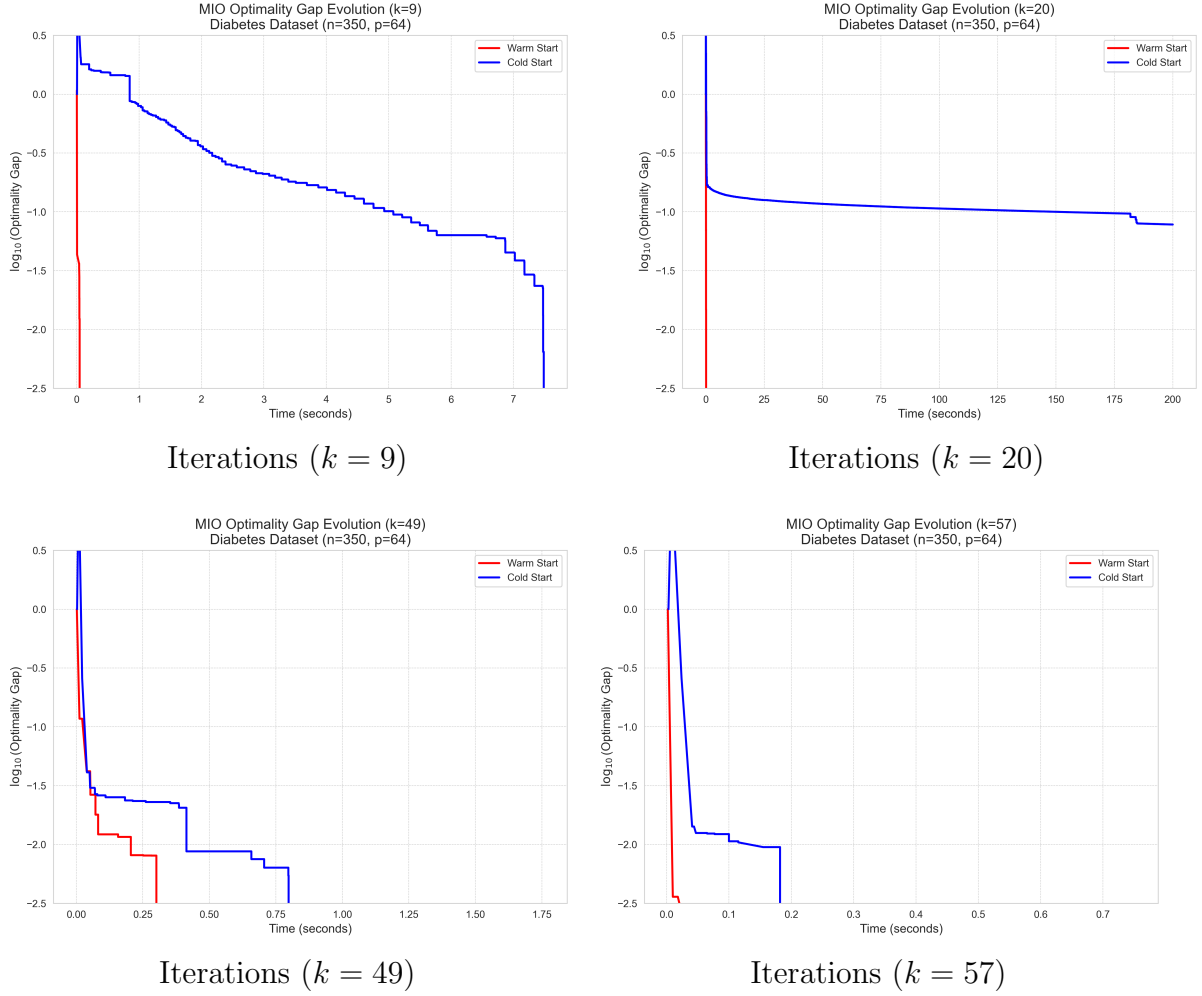 MIO Optimality Gap Evolution (k=9)
Diabetes Dataset (n=350, p=64)
0.5
0.0
−0.5
−1.0
−1.5
−2.0
−2.5
log10(Optimality Gap)
Warm Start
Cold Start
0 1 2 3 4 5 6 7
Time (seconds)
Iterations (k = 9)
MIO Optimality Gap Evolution (k=20)
Diabetes Dataset (n=350, p=64)
0.5
0.0
−0.5
−1.0
−1.5
−2.0
−2.5
log10(Optimality Gap)
Warm Start
Cold Start
0 25 50 75 100 125 150 175 200
Time (seconds)
Iterations (k = 20)
MIO Optimality Gap Evolution (k=49)
Diabetes Dataset (n=350, p=64)
0.5
0.0
−0.5
−1.0
−1.5
−2.0
−2.5
log10(Optimality Gap)
Warm Start
Cold Start
0.00 0.25 0.50 0.75 1.00 1.25 1.50 1.75
Time (seconds)
Iterations (k = 49)
MIO Optimality Gap Evolution (k=57)
Diabetes Dataset (n=350, p=64)
0.5
0.0
−0.5
−1.0
−1.5
−2.0
−2.5
log10(Optimality Gap)
Warm Start
Cold Start
0.0 0.1 0.2 0.3 0.4 0.5 0.6 0.7
Time (seconds)
Iterations (k = 57)